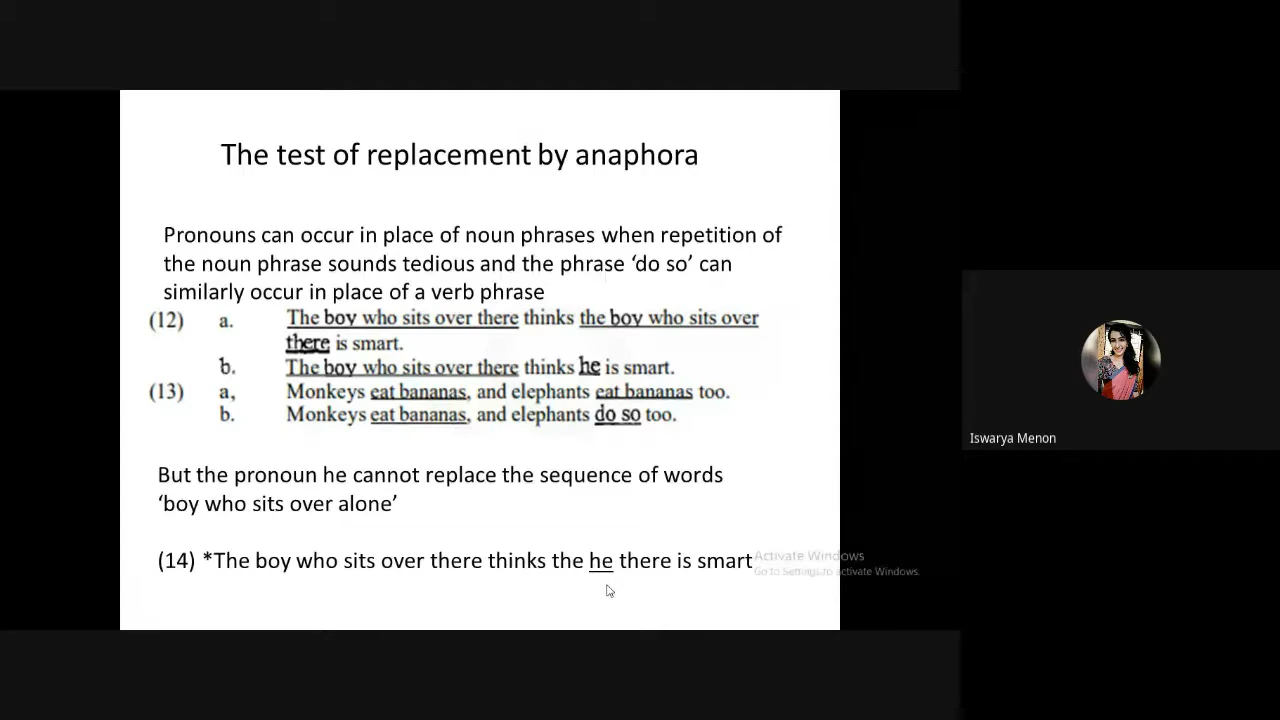 The test of replacement by anaphora
Pronouns can occur in place of noun phrases when repetition of
the noun phrase sounds tedious and the phrase ‘do so’ can
similarly occur in place of a verb phrase
(12) a. The boy who sits over there thinks the boy who sits over
there is smart.
b. The boy who sits over there thinks he is smart.
(13) a, Monkeys eat bananas, and elephants eat bananas too.
b. Monkeys eat bananas, and elephants do so too.
But the pronoun he cannot replace the sequence of words
‘boy who sits over alone’
(14) *The boy who sits over there thinks the he there is smart
Activate Windows
Go to Settings to activate Windows.
Iswarya Menon